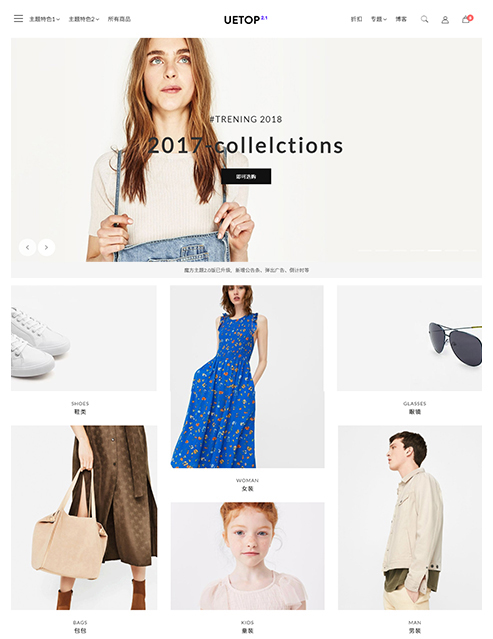 主题特色1 主题特色2 所有商品 UETOP2.1 折扣 专题 博客
#TRENING 2018
2017-collelctions
即可选购
魔方主题2.0版已升级，新增公告条、弹出广告、倒计时等
SHOES
鞋类
GLASSES
眼镜
WOMAN
女装
BAGS
包包
KIDS
童装
MAN
男装